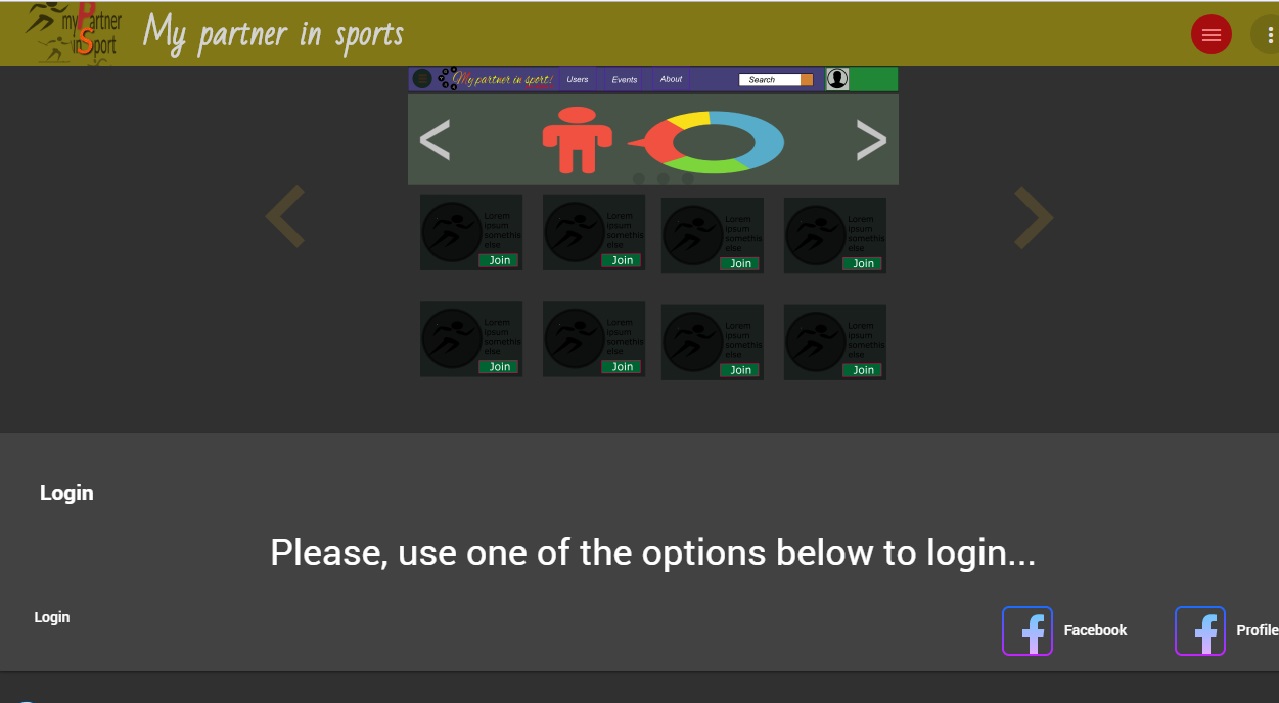 my Partner
in Sport
My partner in sports
My partner in sport!
Users
Events
About
Search
<
>
Lorem
ipsum
somethis
else
Join
Lorem
ipsum
somethis
else
Join
Lorem
ipsum
somethis
else
Join
Lorem
ipsum
somethis
else
Join
Lorem
ipsum
somethis
else
Join
Lorem
ipsum
somethis
else
Join
Lorem
ipsum
somethis
else
Join
Lorem
ipsum
somethis
else
Join
Login
Please, use one of the options below to login...
Login
Facebook
Profile